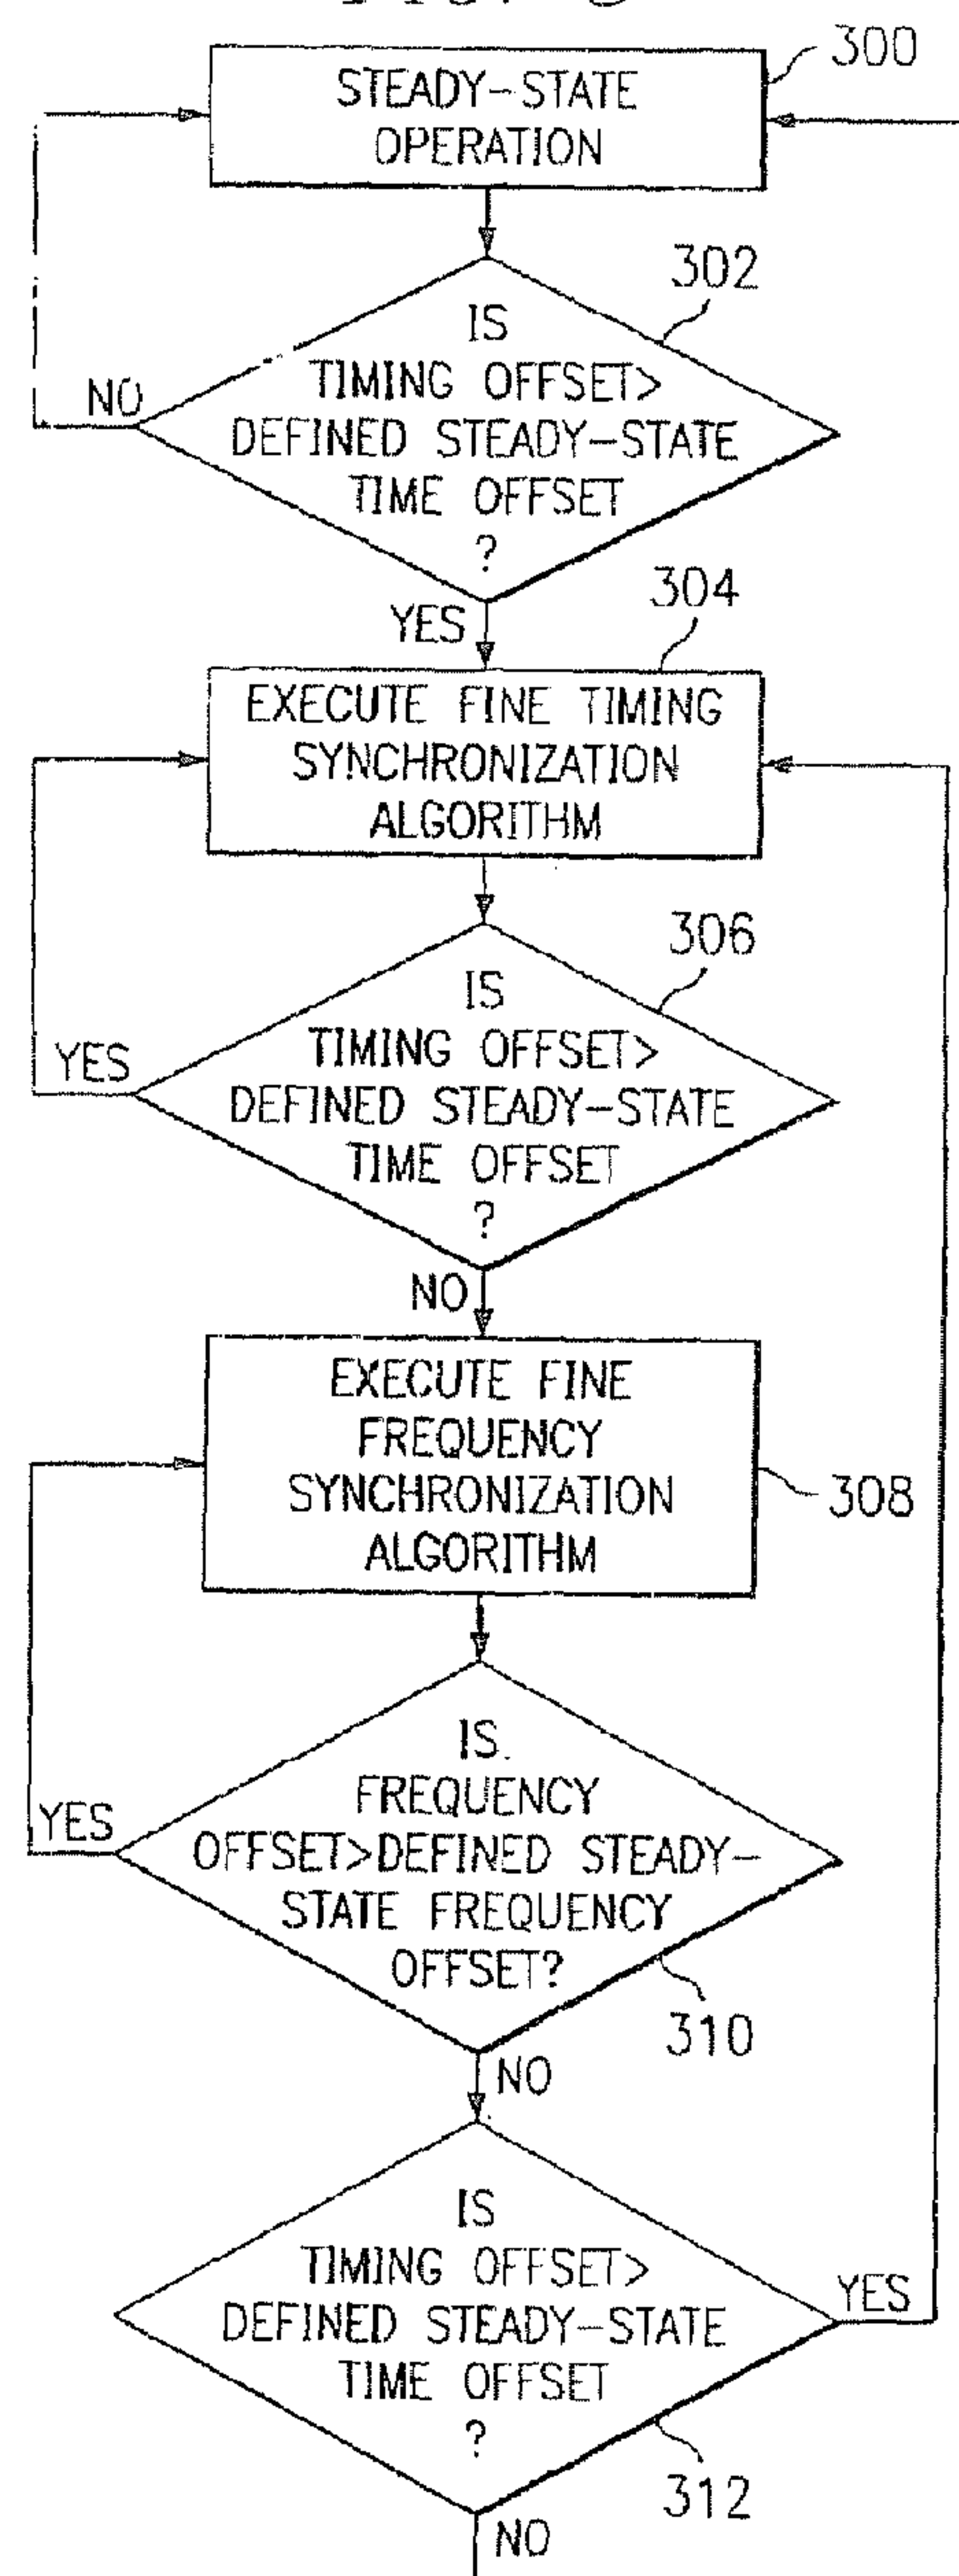 300
STEADY-STATE
OPERATION
302
IS
TIMING OFFSET>
DEFINED STEADY-STATE
TIME OFFSET
?
NO
YES
304
EXECUTE FINE TIMING
SYNCHRONIZATION
ALGORITHM
306
IS
TIMING OFFSET>
DEFINED STEADY-STATE
TIME OFFSET
?
YES
NO
EXECUTE FINE
FREQUENCY
SYNCHRONIZATION
ALGORITHM
308
IS
FREQUENCY
OFFSET>DEFINED STEADY-
STATE FREQUENCY
OFFSET?
YES
310
NO
IS
TIMING OFFSET>
DEFINED STEADY-STATE
TIME OFFSET
?
YES
312
NO